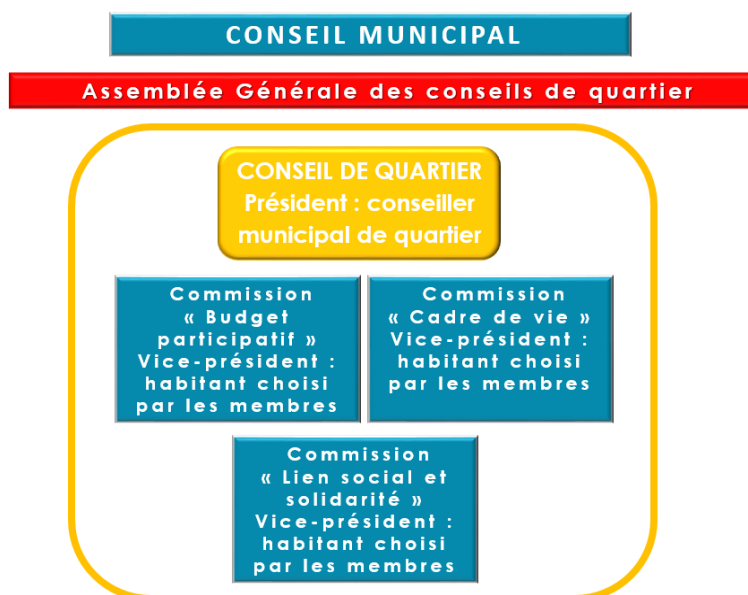 CONSEIL MUNICIPAL
Assemblée Générale des conseils de quartier
CONSEIL DE QUARTIER
Président : conseiller
municipal de quartier
Commission
« Budget
participatif »
Vice-président :
habitant choisi
par les membres
Commission
« Cadre de vie »
Vice-président :
habitant choisi
par les membres
Commission
« Lien social et
solidarité »
Vice-président :
habitant choisi
par les membres